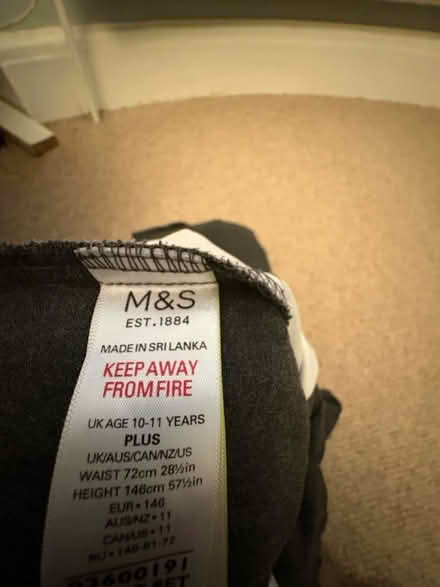 M&S
EST. 1884
MADE IN SRI LANKA
KEEP AWAY
FROM FIRE
UK AGE 10-11 YEARS
PLUS
UK/AUS/CAN/NZ/US
WAIST 72cm 28½in
HEIGHT 146cm 57½in
EUR • 146
AUS/NZ • 11
CAN/US • 11